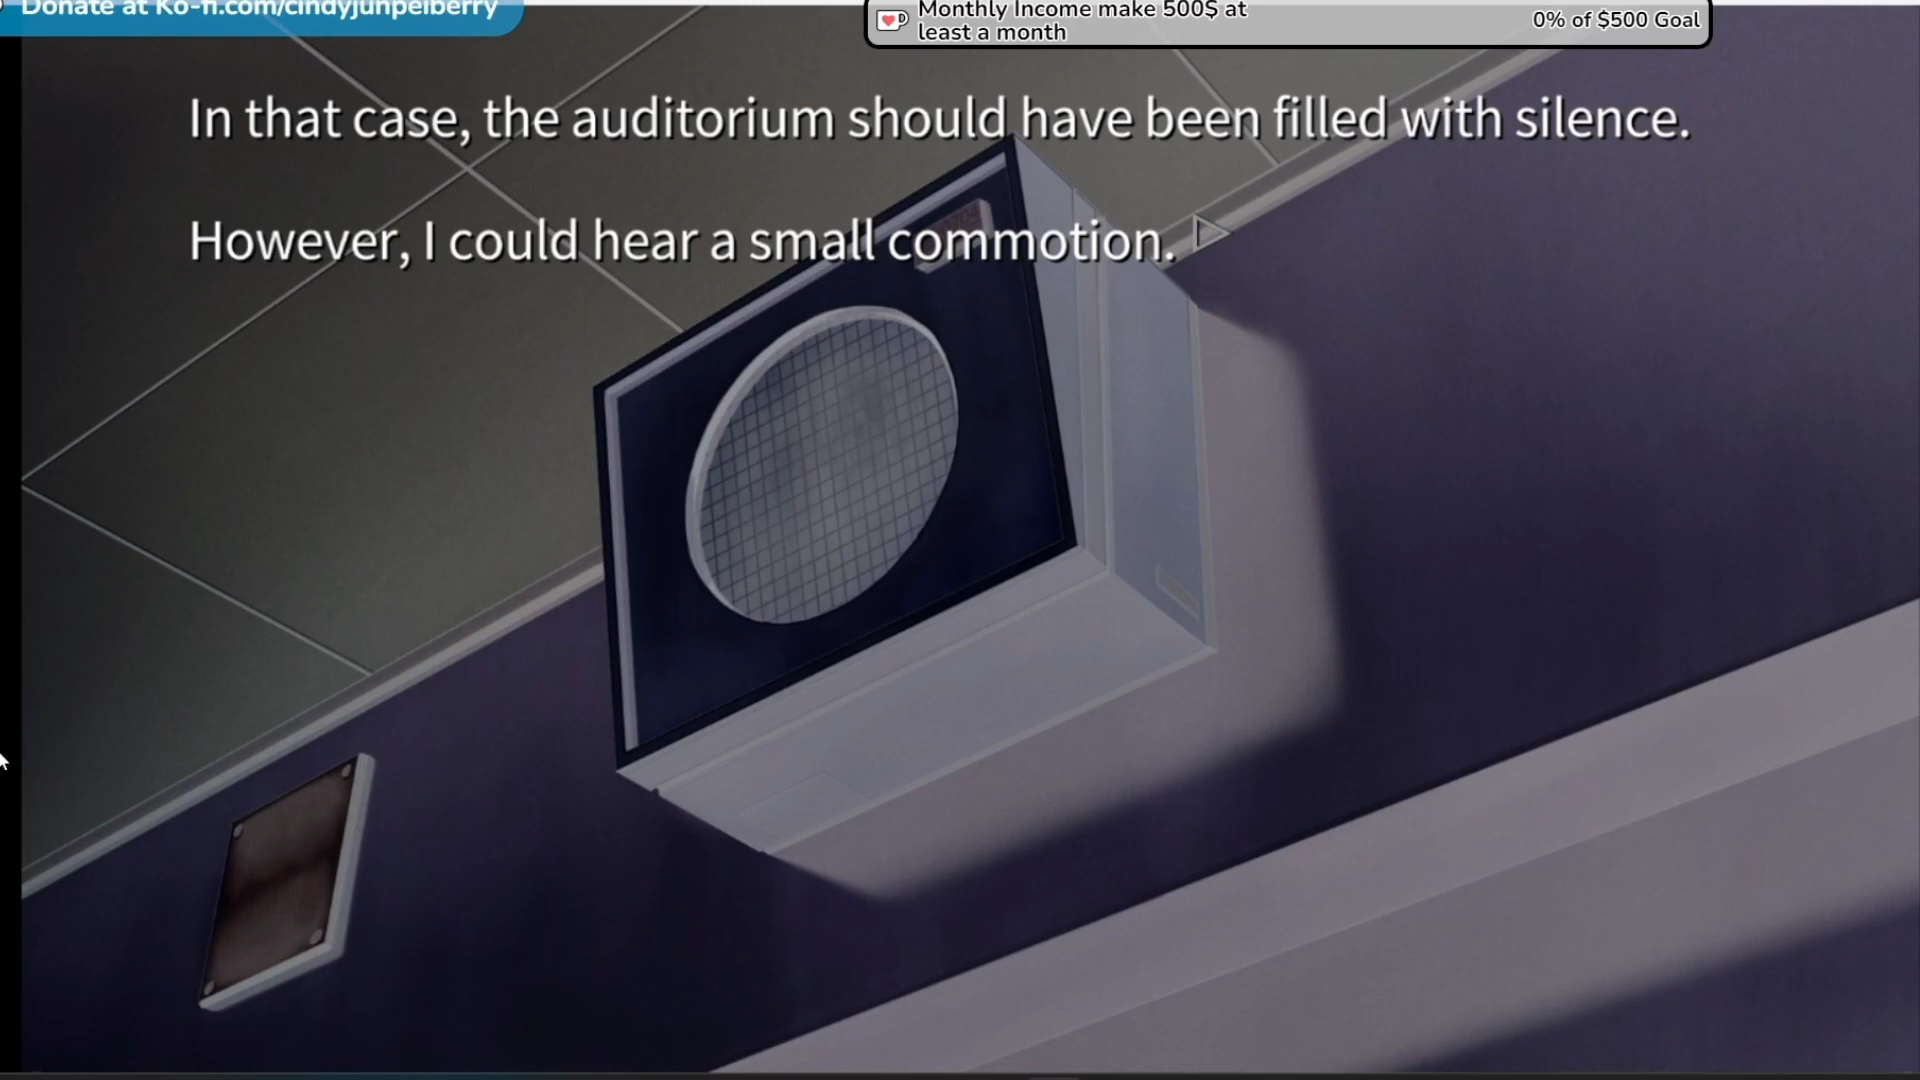 Donate at Ko-fi.com/cindyjunpeiberry
Monthly Income make 500$ at
least a month
0% of $500 Goal
In that case, the auditorium should have been filled with silence.
However, I could hear a small commotion.